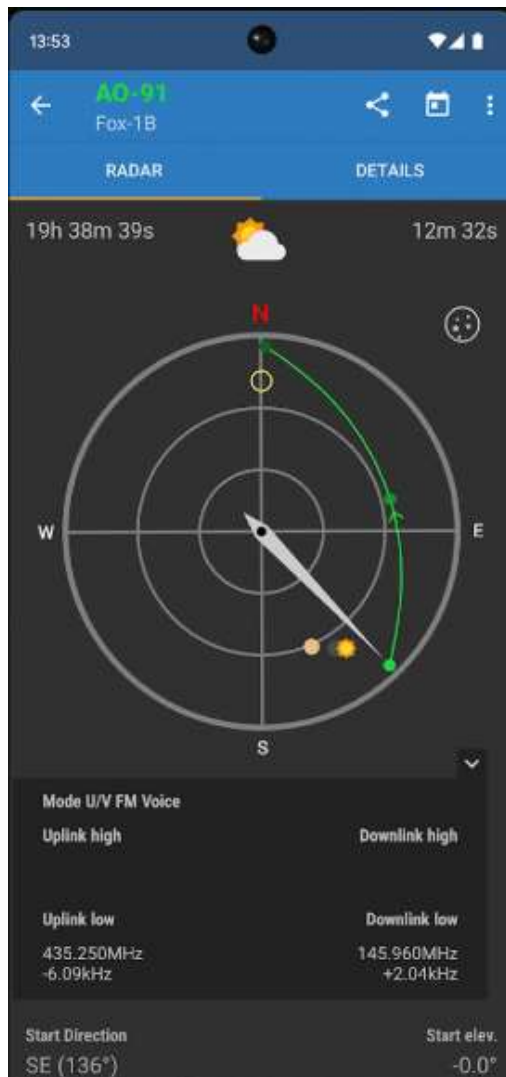 13:53
AO-91
Fox-1B
RADAR DETAILS
19h 38m 39s 12m 32s
N
W E
S
Mode U/V FM Voice
Uplink high Downlink high
Uplink low Downlink low
435.250MHz 145.960MHz
-6.09kHz +2.04kHz
Start Direction Start elev.
SE (136°) -0.0°